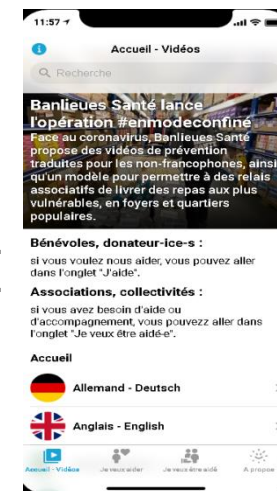 11:57
Accueil - Vidéos
Recherche
Banlieues Santé lance
l'opération #enmodeconfiné
Face au coronavirus, Banlieues Santé
propose des vidéos de prévention
traduites pour les non-francophones, ainsi
qu'un modèle pour permettre à des relais
associatifs de livrer des repas aux plus
vulnérables, en foyers et quartiers
populaires.
Bénévoles, donateur·ice·s :
si vous voulez nous aider, vous pouvez aller
dans l'onglet "J'aide".
Associations, collectivités :
si vous avez besoin d'aide ou
d'accompagnement, vous pouvezz aller dans
l'onglet "Je veux être aidé·e".
Accueil
Allemand - Deutsch
Anglais - English
Accueil - Vidéos Je veux aider Je veux être aidé A propos